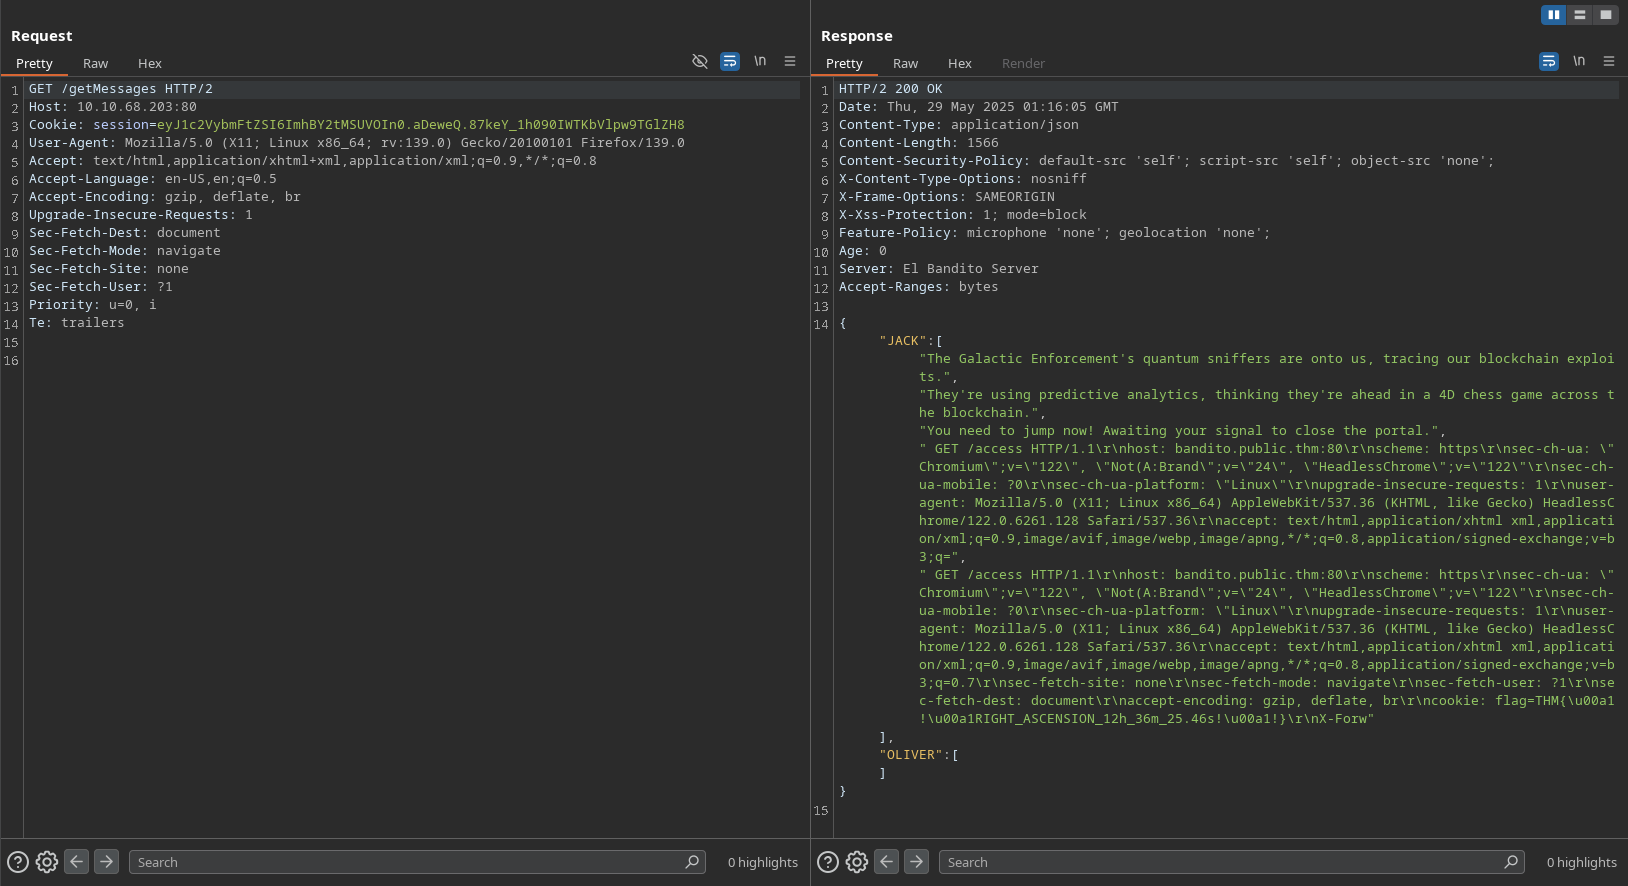 Request
Pretty Raw Hex \n
1 GET /getMessages HTTP/2
2 Host: 10.10.68.203:80
3 Cookie: session=eyJ1c2VybmFtZSI6ImhBY2tMSUVOIn0.aDeweQ.87keY_1h090IWTKbVlpw9TGlZH8
4 User-Agent: Mozilla/5.0 (X11; Linux x86_64; rv:139.0) Gecko/20100101 Firefox/139.0
5 Accept: text/html,application/xhtml+xml,application/xml;q=0.9,*/*;q=0.8
6 Accept-Language: en-US,en;q=0.5
7 Accept-Encoding: gzip, deflate, br
8 Upgrade-Insecure-Requests: 1
9 Sec-Fetch-Dest: document
10 Sec-Fetch-Mode: navigate
11 Sec-Fetch-Site: none
12 Sec-Fetch-User: ?1
13 Priority: u=0, i
14 Te: trailers
15
16
Search 0 highlights
Response
Pretty Raw Hex Render \n
1 HTTP/2 200 OK
2 Date: Thu, 29 May 2025 01:16:05 GMT
3 Content-Type: application/json
4 Content-Length: 1566
5 Content-Security-Policy: default-src 'self'; script-src 'self'; object-src 'none';
6 X-Content-Type-Options: nosniff
7 X-Frame-Options: SAMEORIGIN
8 X-Xss-Protection: 1; mode=block
9 Feature-Policy: microphone 'none'; geolocation 'none';
10 Age: 0
11 Server: El Bandito Server
12 Accept-Ranges: bytes
13
14 {
"JACK":[
"The Galactic Enforcement's quantum sniffers are onto us, tracing our blockchain exploi
ts.",
"They're using predictive analytics, thinking they're ahead in a 4D chess game across t
he blockchain.",
"You need to jump now! Awaiting your signal to close the portal.",
" GET /access HTTP/1.1\r\nhost: bandito.public.thm:80\r\nscheme: https\r\nsec-ch-ua: \"
Chromium\";v=\"122\", \"Not(A:Brand\";v=\"24\", \"HeadlessChrome\";v=\"122\"\r\nsec-ch-
ua-mobile: ?0\r\nsec-ch-ua-platform: \"Linux\"\r\nupgrade-insecure-requests: 1\r\nuser-
agent: Mozilla/5.0 (X11; Linux x86_64) AppleWebKit/537.36 (KHTML, like Gecko) HeadlessC
hrome/122.0.6261.128 Safari/537.36\r\naccept: text/html,application/xhtml xml,applicati
on/xml;q=0.9,image/avif,image/webp,image/apng,*/*;q=0.8,application/signed-exchange;v=b
3;q=",
" GET /access HTTP/1.1\r\nhost: bandito.public.thm:80\r\nscheme: https\r\nsec-ch-ua: \"
Chromium\";v=\"122\", \"Not(A:Brand\";v=\"24\", \"HeadlessChrome\";v=\"122\"\r\nsec-ch-
ua-mobile: ?0\r\nsec-ch-ua-platform: \"Linux\"\r\nupgrade-insecure-requests: 1\r\nuser-
agent: Mozilla/5.0 (X11; Linux x86_64) AppleWebKit/537.36 (KHTML, like Gecko) HeadlessC
hrome/122.0.6261.128 Safari/537.36\r\naccept: text/html,application/xhtml xml,applicati
on/xml;q=0.9,image/avif,image/webp,image/apng,*/*;q=0.8,application/signed-exchange;v=b
3;q=0.7\r\nsec-fetch-site: none\r\nsec-fetch-mode: navigate\r\nsec-fetch-user: ?1\r\nse
c-fetch-dest: document\r\naccept-encoding: gzip, deflate, br\r\ncookie: flag=THM{\u00a1
!\u00a1RIGHT_ASCENSION_12h_36m_25.46s!\u00a1!}\r\nX-Forw"
],
"OLIVER":[
]
}
15
Search 0 highlights